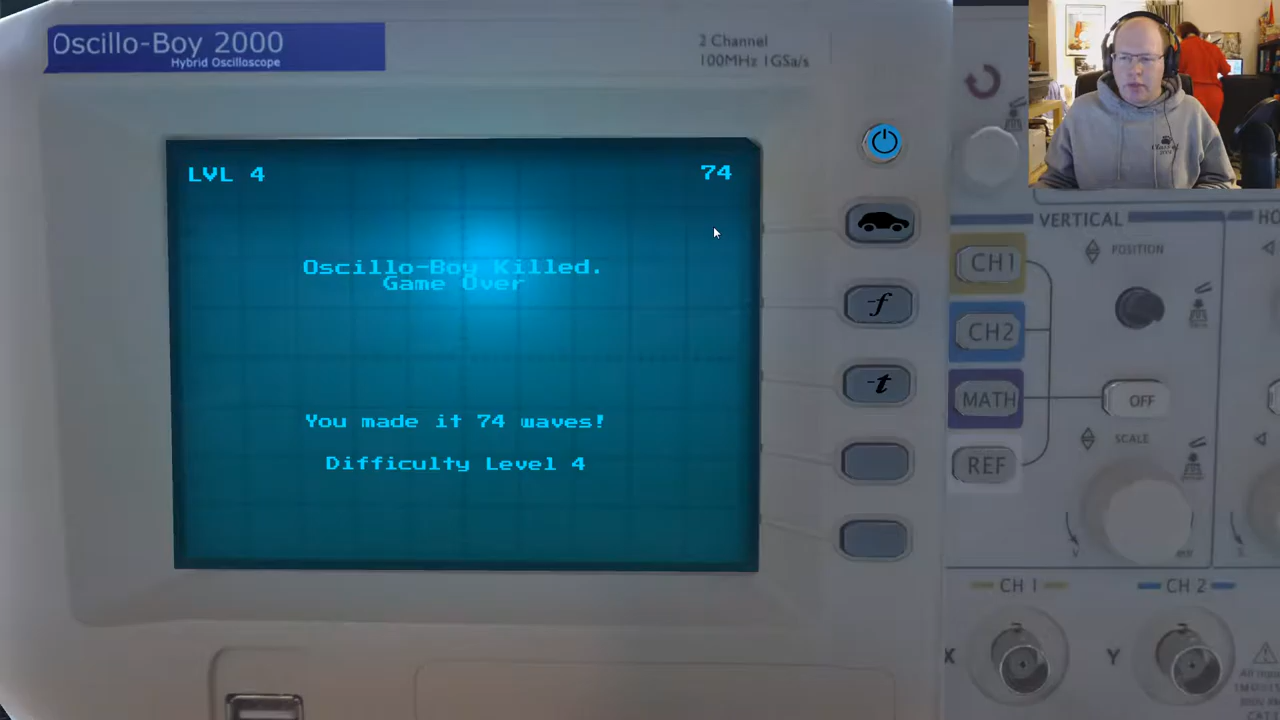 Oscillo-Boy 2000
Hybrid Oscilloscope
2 Channel
100MHz 1GSa/s
LVL 4
74
Oscillo-Boy Killed.
Game Over
You made it 74 waves!
Difficulty Level 4
-f
-t
VERTICAL
HO
CH1
POSITION
CH2
MATH
OFF
REF
SCALE
CH 1
CH 2
X
Y